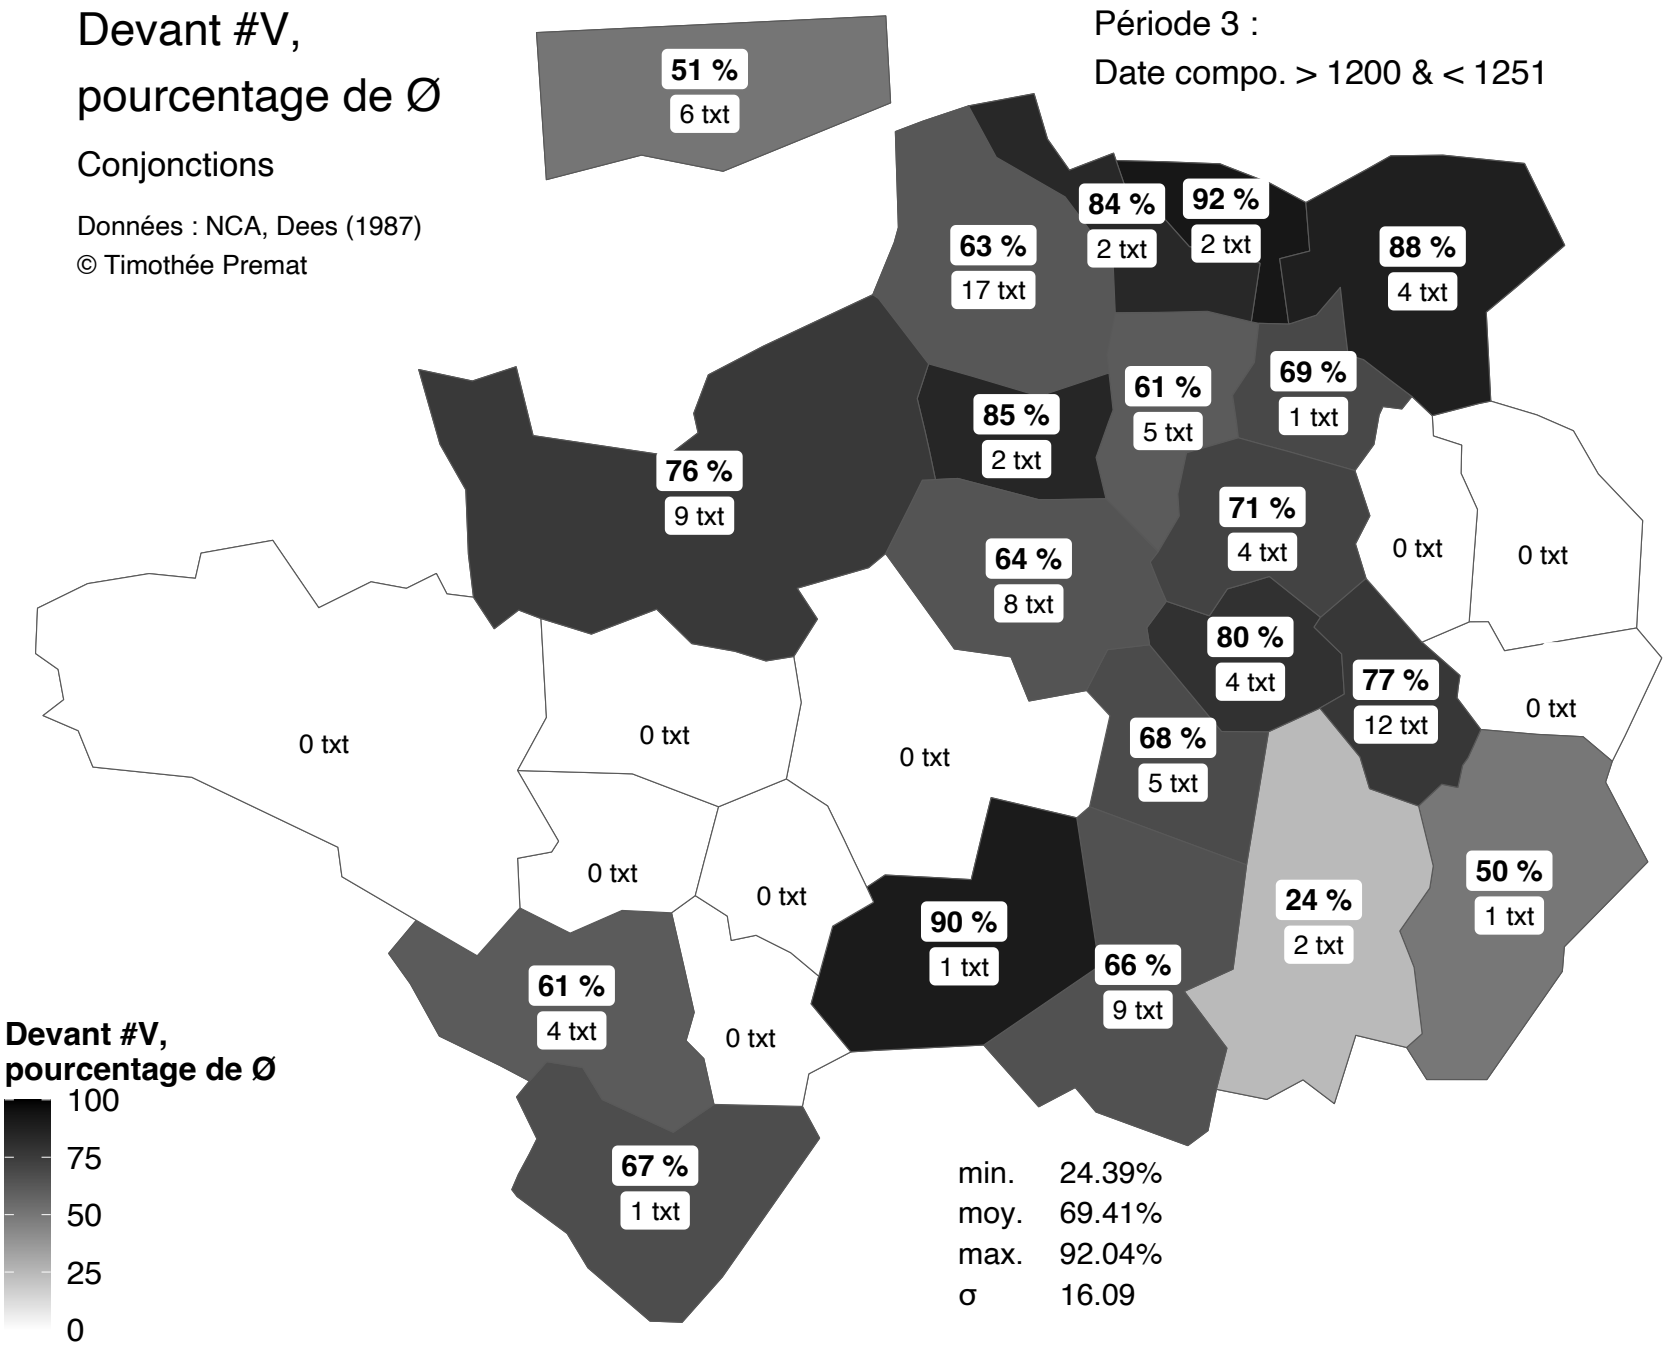 Devant #V,
pourcentage de Ø
Conjonctions
Données : NCA, Dees (1987)
© Timothée Premat
Période 3 :
Date compo. > 1200 & < 1251
51 %
6 txt
84 %
2 txt
92 %
2 txt
63 %
17 txt
88 %
4 txt
69 %
1 txt
61 %
5 txt
85 %
2 txt
76 %
9 txt
71 %
4 txt
0 txt
0 txt
64 %
8 txt
80 %
4 txt
77 %
12 txt
0 txt
68 %
5 txt
0 txt
0 txt
0 txt
0 txt
0 txt
50 %
1 txt
24 %
2 txt
90 %
1 txt
66 %
9 txt
61 %
4 txt
0 txt
67 %
1 txt
Devant #V,
pourcentage de Ø
100
75
50
25
0
min. 24.39%
moy. 69.41%
max. 92.04%
σ 16.09